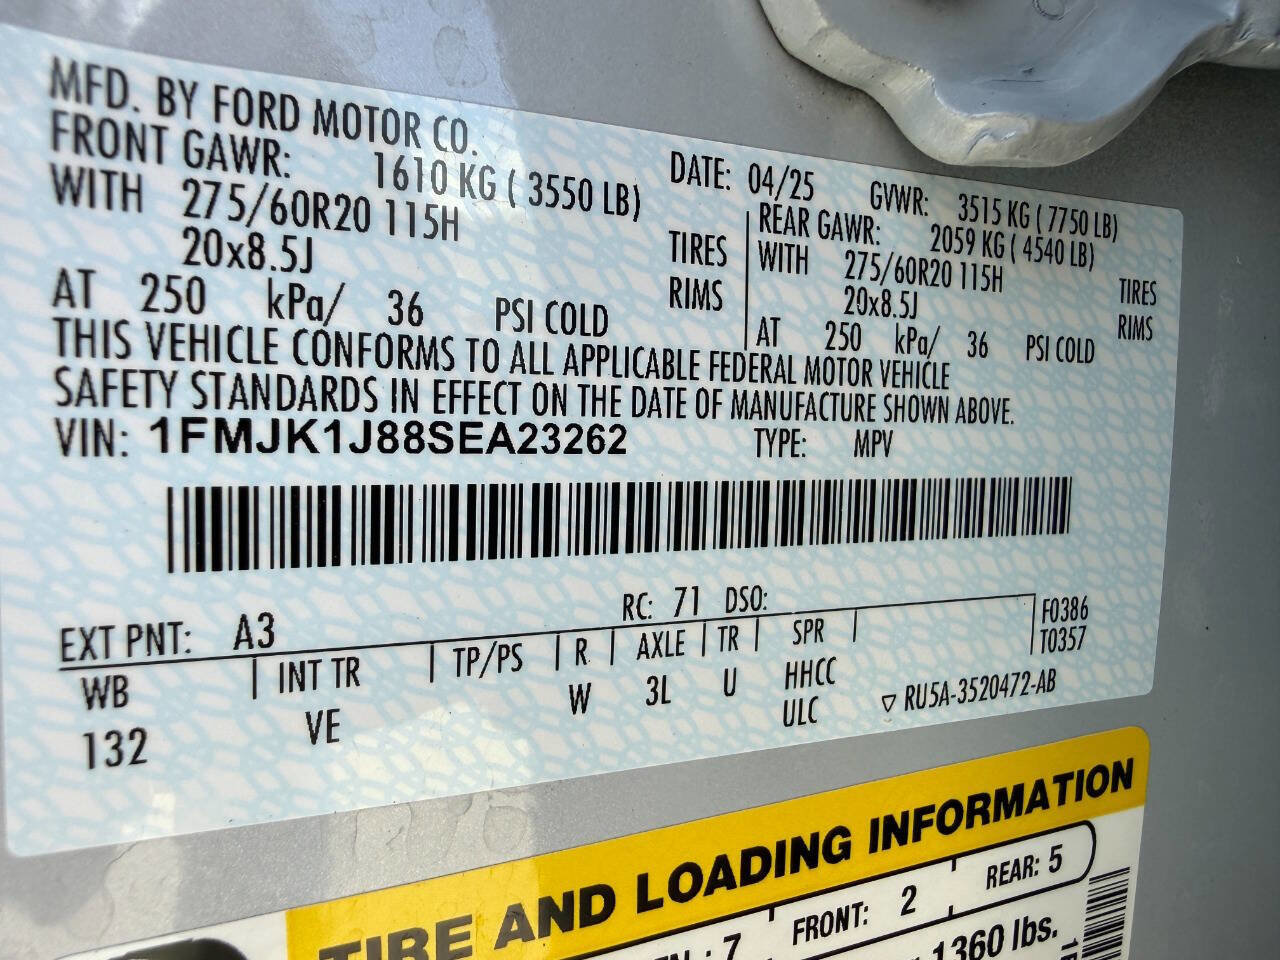 MFD. BY FORD MOTOR CO.
DATE: 04/25 GVWR: 3515 KG ( 7750 LB)
FRONT GAWR: 1610 KG ( 3550 LB)
WITH 275/60R20 115H TIRES
20x8.5J RIMS
AT 250 kPa/ 36 PSI COLD
REAR GAWR: 2059 KG ( 4540 LB)
WITH 275/60R20 115H TIRES
20x8.5J RIMS
AT 250 kPa/ 36 PSI COLD
THIS VEHICLE CONFORMS TO ALL APPLICABLE FEDERAL MOTOR VEHICLE
SAFETY STANDARDS IN EFFECT ON THE DATE OF MANUFACTURE SHOWN ABOVE.
VIN: 1FMJK1J88SEA23262 TYPE: MPV
EXT PNT: A3 RC: 71 DSO:
F0386
T0357
WB INT TR TP/PS R AXLE TR SPR
132 VE W 3L U HHCC
ULC
▽ RU5A-3520472-AB
TIRE AND LOADING INFORMATION
: 7 FRONT: 2 REAR: 5
1360 lbs.